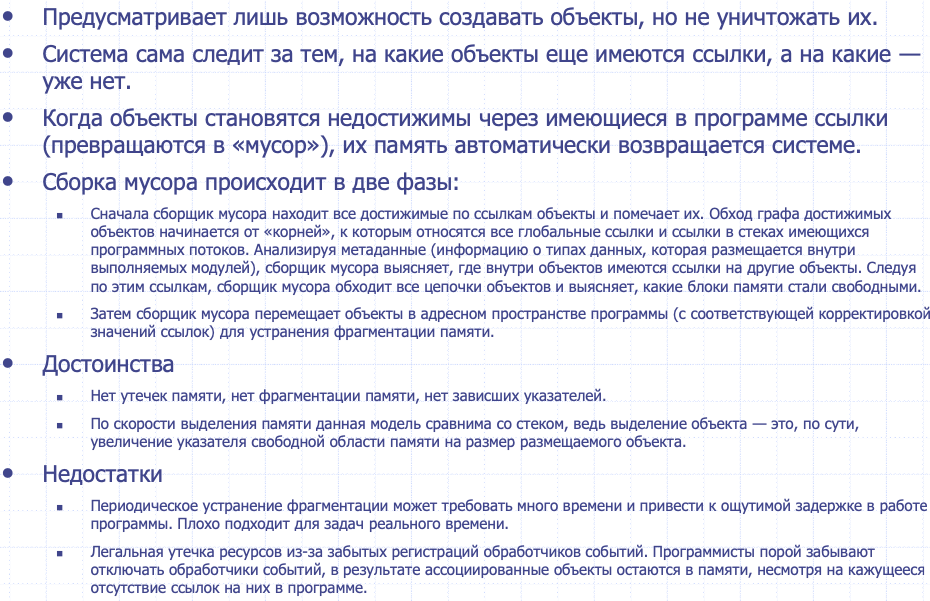 • Предусматривает лишь возможность создавать объекты, но не уничтожать их.
• Система сама следит за тем, на какие объекты еще имеются ссылки, а на какие —
уже нет.
• Когда объекты становятся недостижимы через имеющиеся в программе ссылки
(превращаются в «мусор»), их память автоматически возвращается системе.
• Сборка мусора происходит в две фазы:
▪ Сначала сборщик мусора находит все достижимые по ссылкам объекты и помечает их. Обход графа достижимых
объектов начинается от «корней», к которым относятся все глобальные ссылки и ссылки в стеках имеющихся
программных потоков. Анализируя метаданные (информацию о типах данных, которая размещается внутри
выполняемых модулей), сборщик мусора выясняет, где внутри объектов имеются ссылки на другие объекты. Следуя
по этим ссылкам, сборщик мусора обходит все цепочки объектов и выясняет, какие блоки памяти стали свободными.
▪ Затем сборщик мусора перемещает объекты в адресном пространстве программы (с соответствующей корректировкой
значений ссылок) для устранения фрагментации памяти.
• Достоинства
▪ Нет утечек памяти, нет фрагментации памяти, нет зависших указателей.
▪ По скорости выделения памяти данная модель сравнима со стеком, ведь выделение объекта — это, по сути,
увеличение указателя свободной области памяти на размер размещаемого объекта.
• Недостатки
▪ Периодическое устранение фрагментации может требовать много времени и привести к ощутимой задержке в работе
программы. Плохо подходит для задач реального времени.
▪ Легальная утечка ресурсов из-за забытых регистраций обработчиков событий. Программисты порой забывают
отключать обработчики событий, в результате ассоциированные объекты остаются в памяти, несмотря на кажущееся
отсутствие ссылок на них в программе.